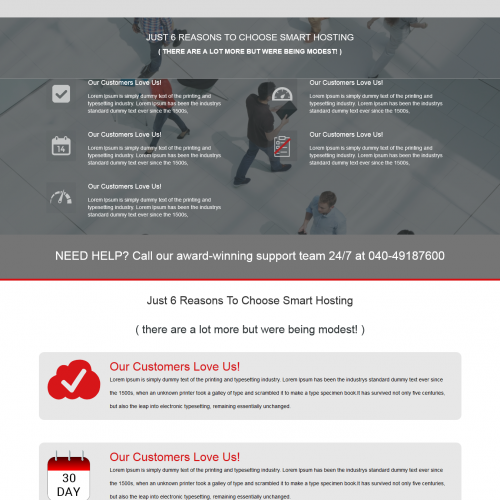 JUST 6 REASONS TO CHOOSE SMART HOSTING
( THERE ARE A LOT MORE BUT WERE BEING MODEST! )
Our Customers Love Us!
Lorem Ipsum is simply dummy text of the printing and
typesetting industry. Lorem Ipsum has been the industrys
standard dummy text ever since the 1500s,
Our Customers Love Us!
Lorem Ipsum is simply dummy text of the printing and
typesetting industry. Lorem Ipsum has been the industrys
standard dummy text ever since the 1500s,
14
Our Customers Love Us!
Lorem Ipsum is simply dummy text of the printing and
typesetting industry. Lorem Ipsum has been the industrys
standard dummy text ever since the 1500s,
Our Customers Love Us!
Lorem Ipsum is simply dummy text of the printing and
typesetting industry. Lorem Ipsum has been the industrys
standard dummy text ever since the 1500s,
Our Customers Love Us!
Lorem Ipsum is simply dummy text of the printing and
typesetting industry. Lorem Ipsum has been the industrys
standard dummy text ever since the 1500s,
NEED HELP? Call our award-winning support team 24/7 at 040-49187600
Just 6 Reasons To Choose Smart Hosting
( there are a lot more but were being modest! )
Our Customers Love Us!
Lorem Ipsum is simply dummy text of the printing and typesetting industry. Lorem Ipsum has been the industrys standard dummy text ever since
the 1500s, when an unknown printer took a galley of type and scrambled it to make a type specimen book.It has survived not only five centuries,
but also the leap into electronic typesetting, remaining essentially unchanged.
30
DAY
Our Customers Love Us!
Lorem Ipsum is simply dummy text of the printing and typesetting industry. Lorem Ipsum has been the industrys standard dummy text ever since
the 1500s, when an unknown printer took a galley of type and scrambled it to make a type specimen book.It has survived not only five centuries,
but also the leap into electronic typesetting, remaining essentially unchanged.